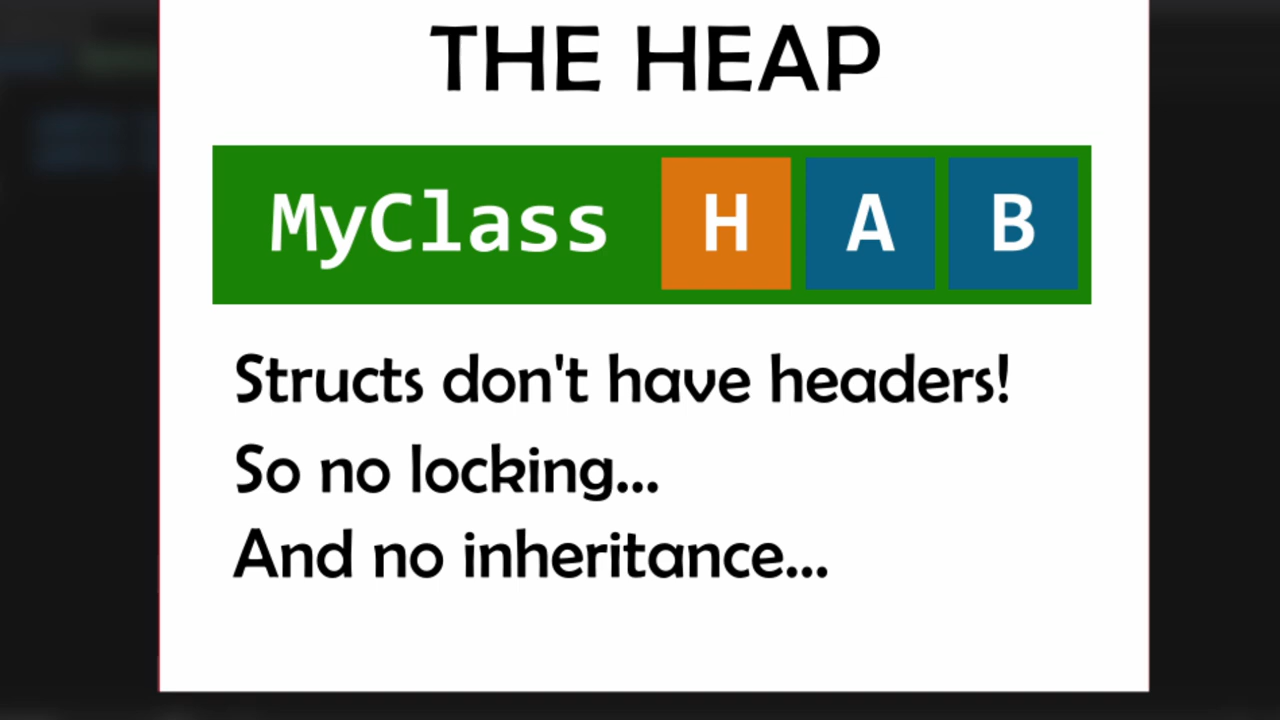 THE HEAP
MyClass H A B
Structs don't have headers!
So no locking...
And no inheritance...